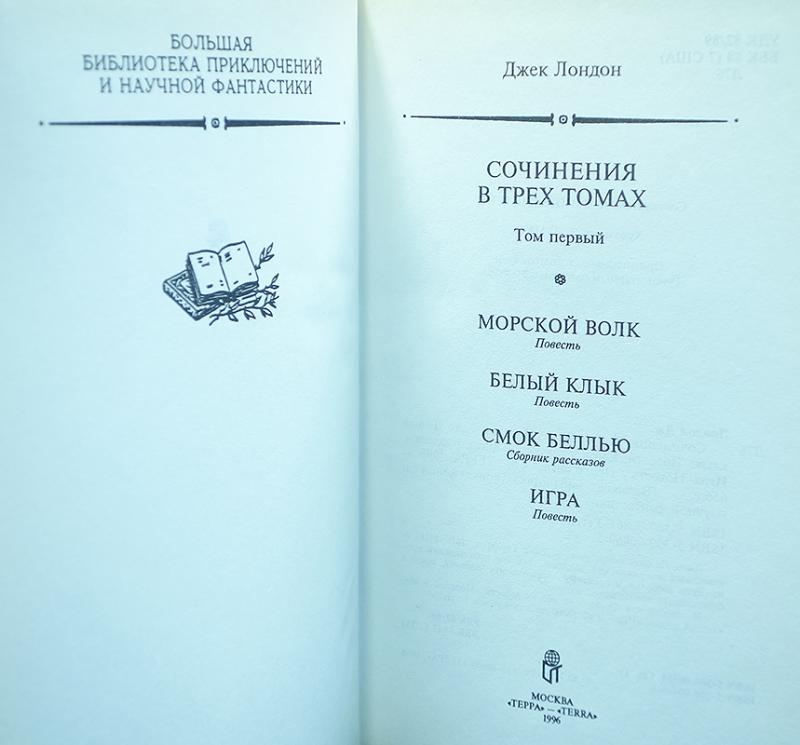 БОЛЬШАЯ
БИБЛИОТЕКА ПРИКЛЮЧЕНИЙ
И НАУЧНОЙ ФАНТАСТИКИ
Джек Лондон
СОЧИНЕНИЯ
В ТРЕХ ТОМАХ
Том первый
МОРСКОЙ ВОЛК
Повесть
БЕЛЫЙ КЛЫК
Повесть
СМОК БЕЛЛЬЮ
Сборник рассказов
ИГРА
Повесть
МОСКВА
«ТЕРРА» — «TERRA»
1996